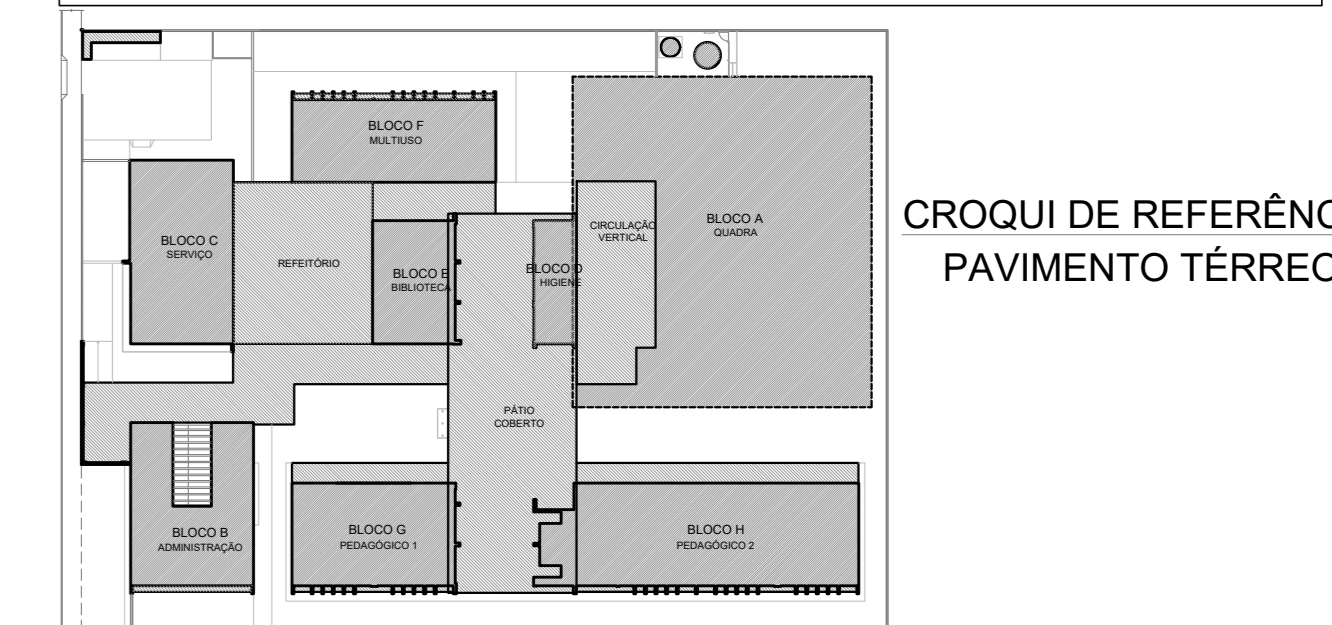 BLOCO F
MULTIUSO
BLOCO C
SERVIÇO
REFEITÓRIO
BLOCO E
BIBLIOTECA
BLOCO D
HIGIENE
CIRCULAÇÃO
VERTICAL
BLOCO A
QUADRA
CROQUI DE REFERÊNC
PAVIMENTO TÉRREO
PÁTIO
COBERTO
BLOCO B
ADMINISTRAÇÃO
BLOCO G
PEDAGÓGICO 1
BLOCO H
PEDAGÓGICO 2